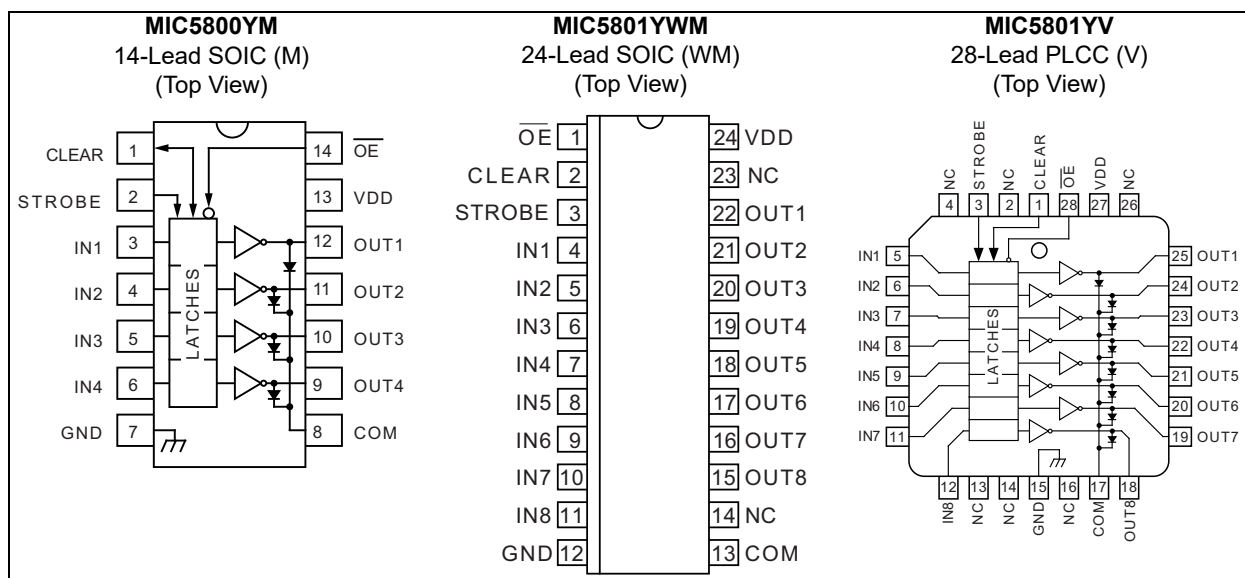 MIC5800YM
14-Lead SOIC (M)
(Top View)
CLEAR 1
14 OE
STROBE 2
13 VDD
IN1 3
12 OUT1
IN2 4
11 OUT2
IN3 5
10 OUT3
IN4 6
9 OUT4
GND 7
8 COM
LATCHES
MIC5801YWM
24-Lead SOIC (WM)
(Top View)
OE 1
24 VDD
CLEAR 2
23 NC
STROBE 3
22 OUT1
IN1 4
21 OUT2
IN2 5
20 OUT3
IN3 6
19 OUT4
IN4 7
18 OUT5
IN5 8
17 OUT6
IN6 9
16 OUT7
IN7 10
15 OUT8
IN8 11
14 NC
GND 12
13 COM
MIC5801YV
28-Lead PLCC (V)
(Top View)
NC 4
STROBE 3
NC 2
CLEAR 1
OE 28
VDD 27
NC 26
IN1 5
25 OUT1
IN2 6
24 OUT2
IN3 7
23 OUT3
IN4 8
22 OUT4
IN5 9
21 OUT5
IN6 10
20 OUT6
IN7 11
19 OUT7
LATCHES
12 IN8
13 NC
14 NC
15 GND
16 NC
17 COM
18 OUT8